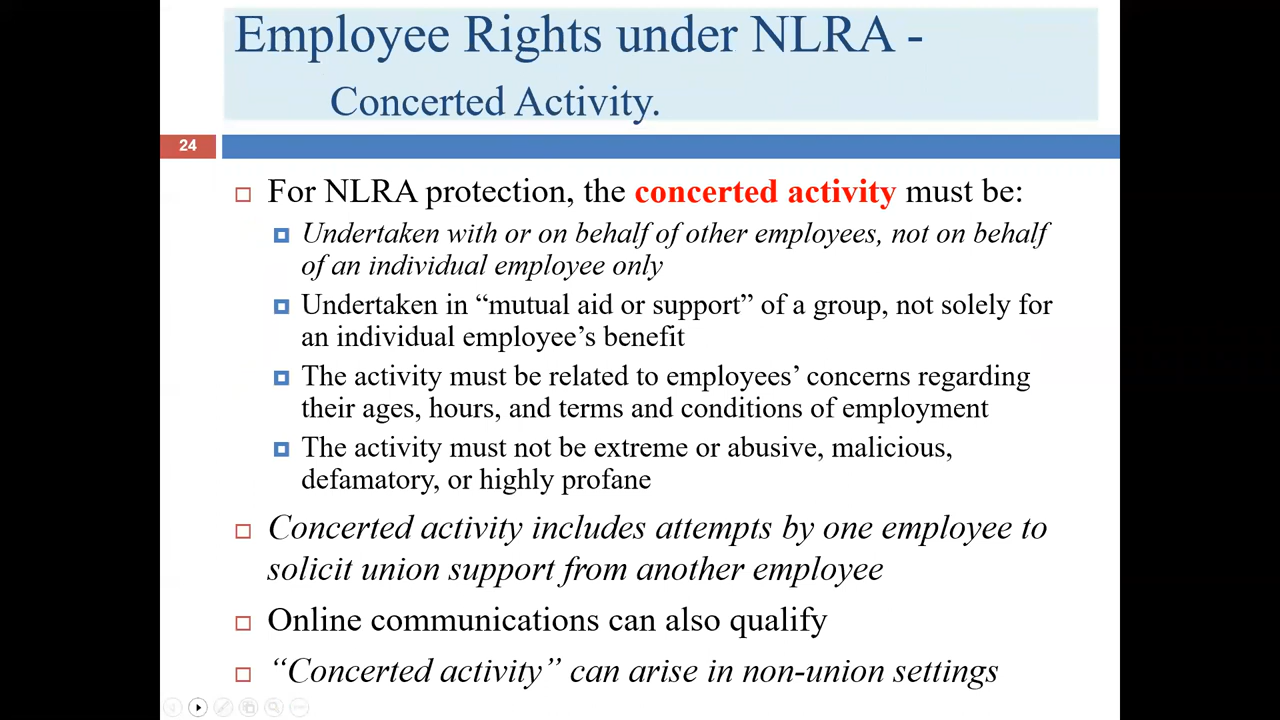 Employee Rights under NLRA -
Concerted Activity.
24
For NLRA protection, the concerted activity must be:
Undertaken with or on behalf of other employees, not on behalf
of an individual employee only
Undertaken in “mutual aid or support” of a group, not solely for
an individual employee’s benefit
The activity must be related to employees’ concerns regarding
their ages, hours, and terms and conditions of employment
The activity must not be extreme or abusive, malicious,
defamatory, or highly profane
Concerted activity includes attempts by one employee to
solicit union support from another employee
Online communications can also qualify
“Concerted activity” can arise in non-union settings